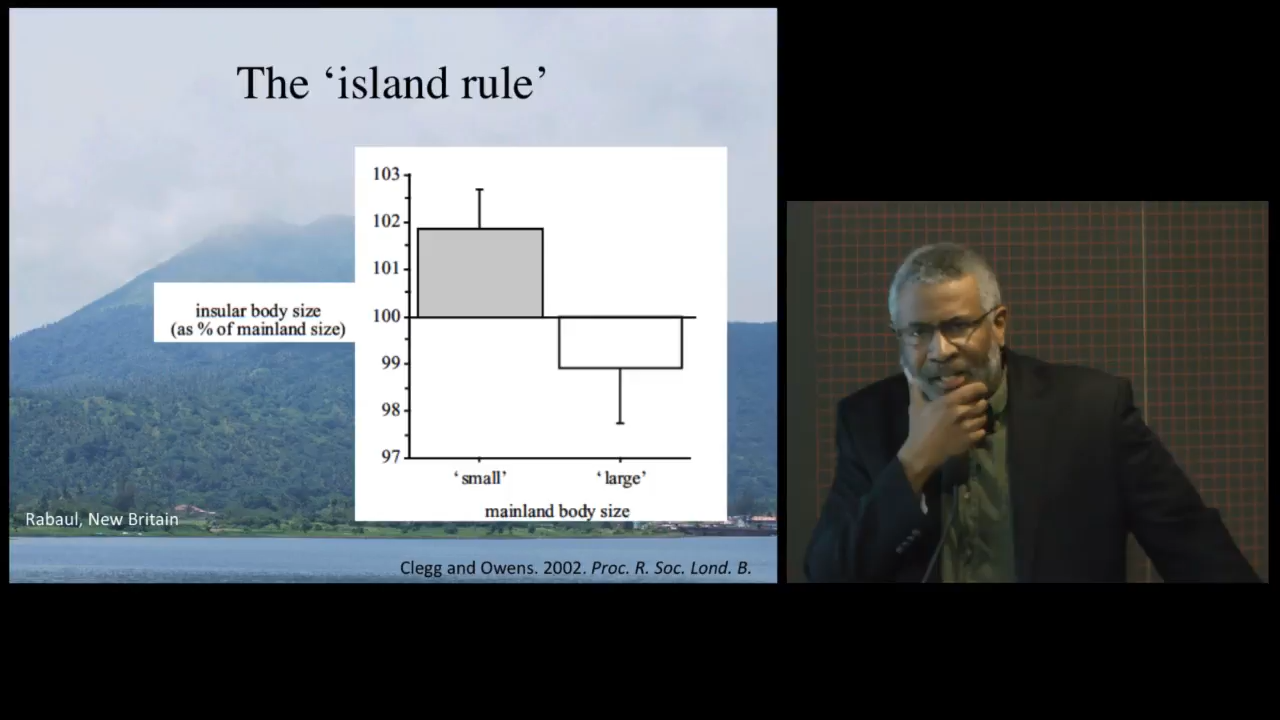 The ‘island rule’
103
102
101
100
99
98
97
insular body size
(as % of mainland size)
‘small’
‘large’
mainland body size
Rabaul, New Britain
Clegg and Owens. 2002. Proc. R. Soc. Lond. B.